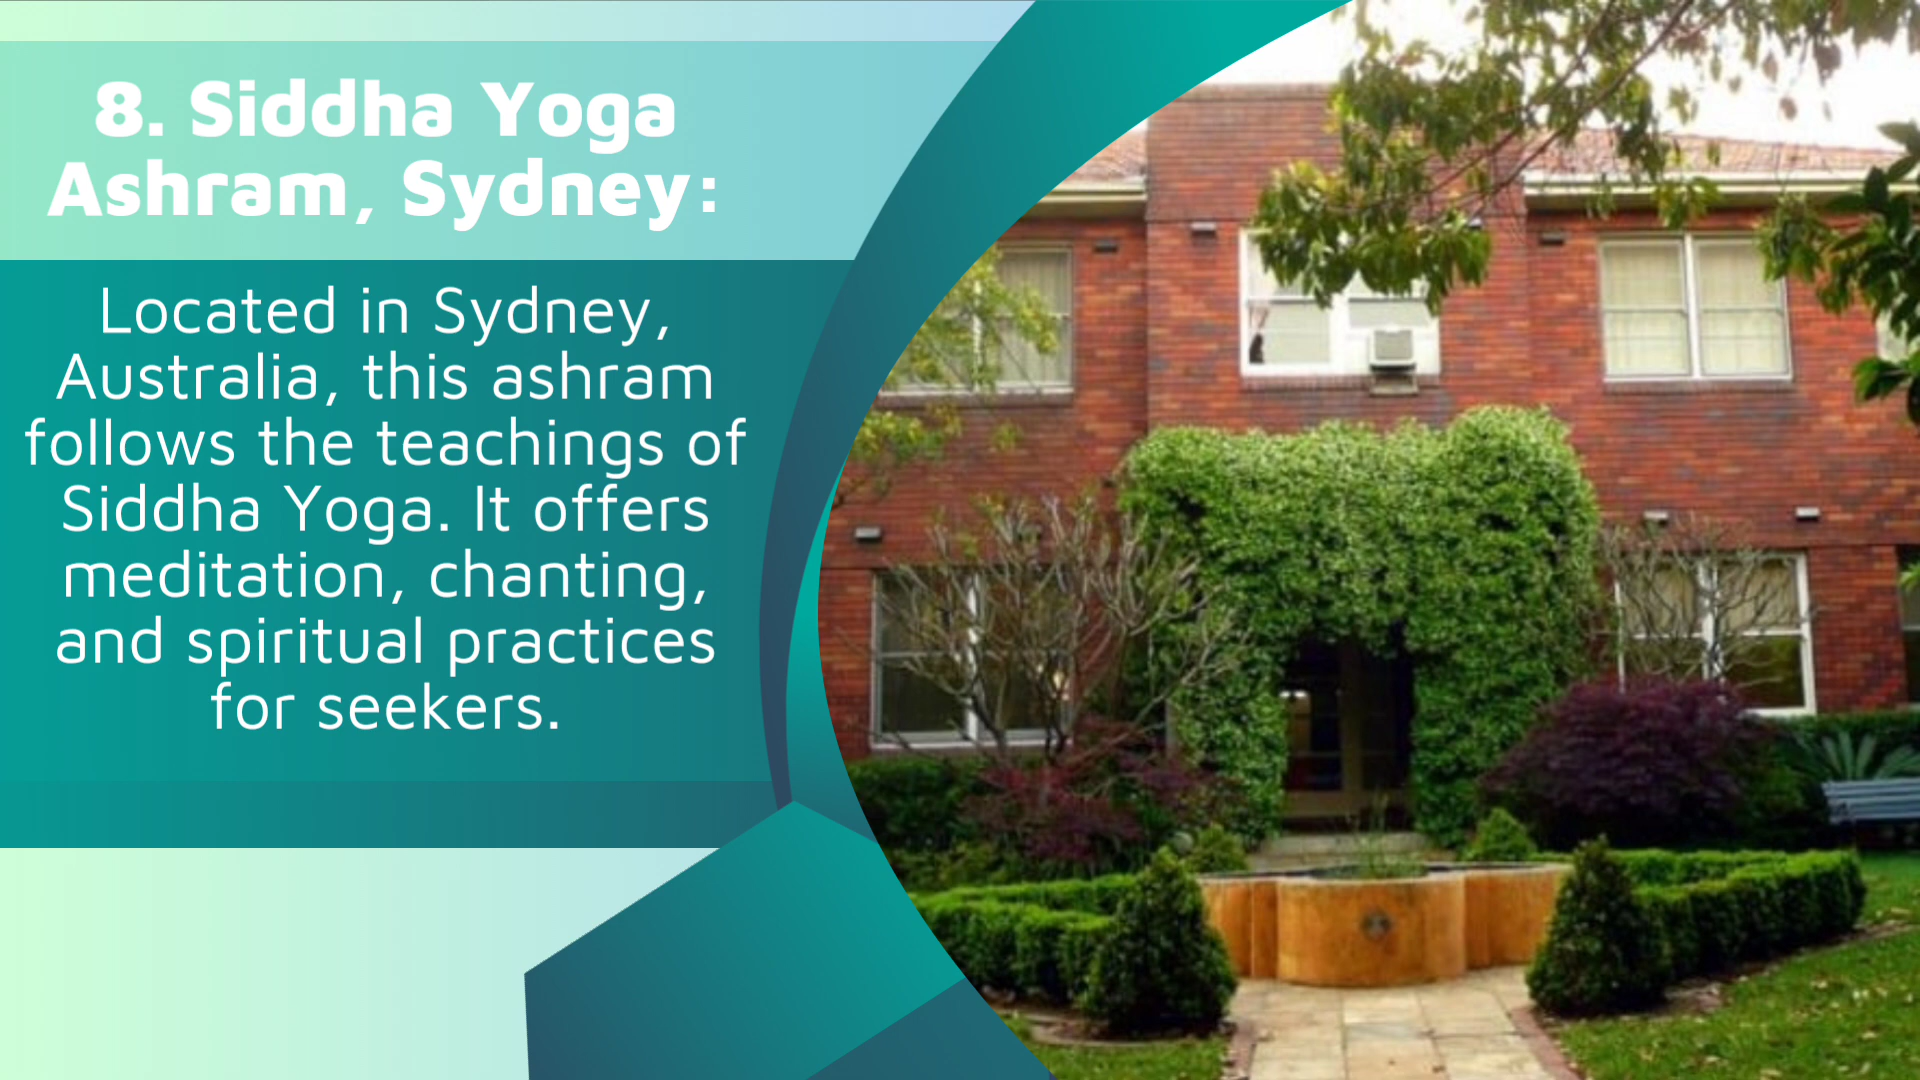 8. Siddha Yoga
Ashram, Sydney:
Located in Sydney,
Australia, this ashram
follows the teachings of
Siddha Yoga. It offers
meditation, chanting,
and spiritual practices
for seekers.